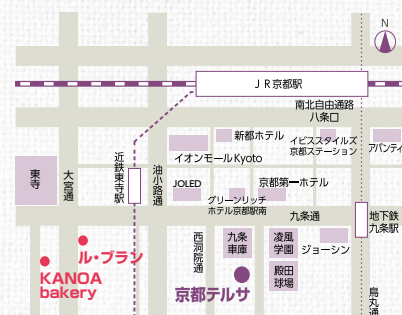 N
JR京都駅
南北自由通路
八条口
新都ホテル
イビススタイルズ
京都ステーション
アバンティ
イオンモールKyoto
近鉄東寺駅
油小路通
東寺
大宮通
JOLED
京都第一ホテル
グリーンリッチ
ホテル京都駅南
九条通
地下鉄
九条駅
西洞院通
九条
車庫
凌風
学園
ジョーシン
ル・ブラン
KANOA
bakery
殿田
球場
京都テルサ
烏丸通